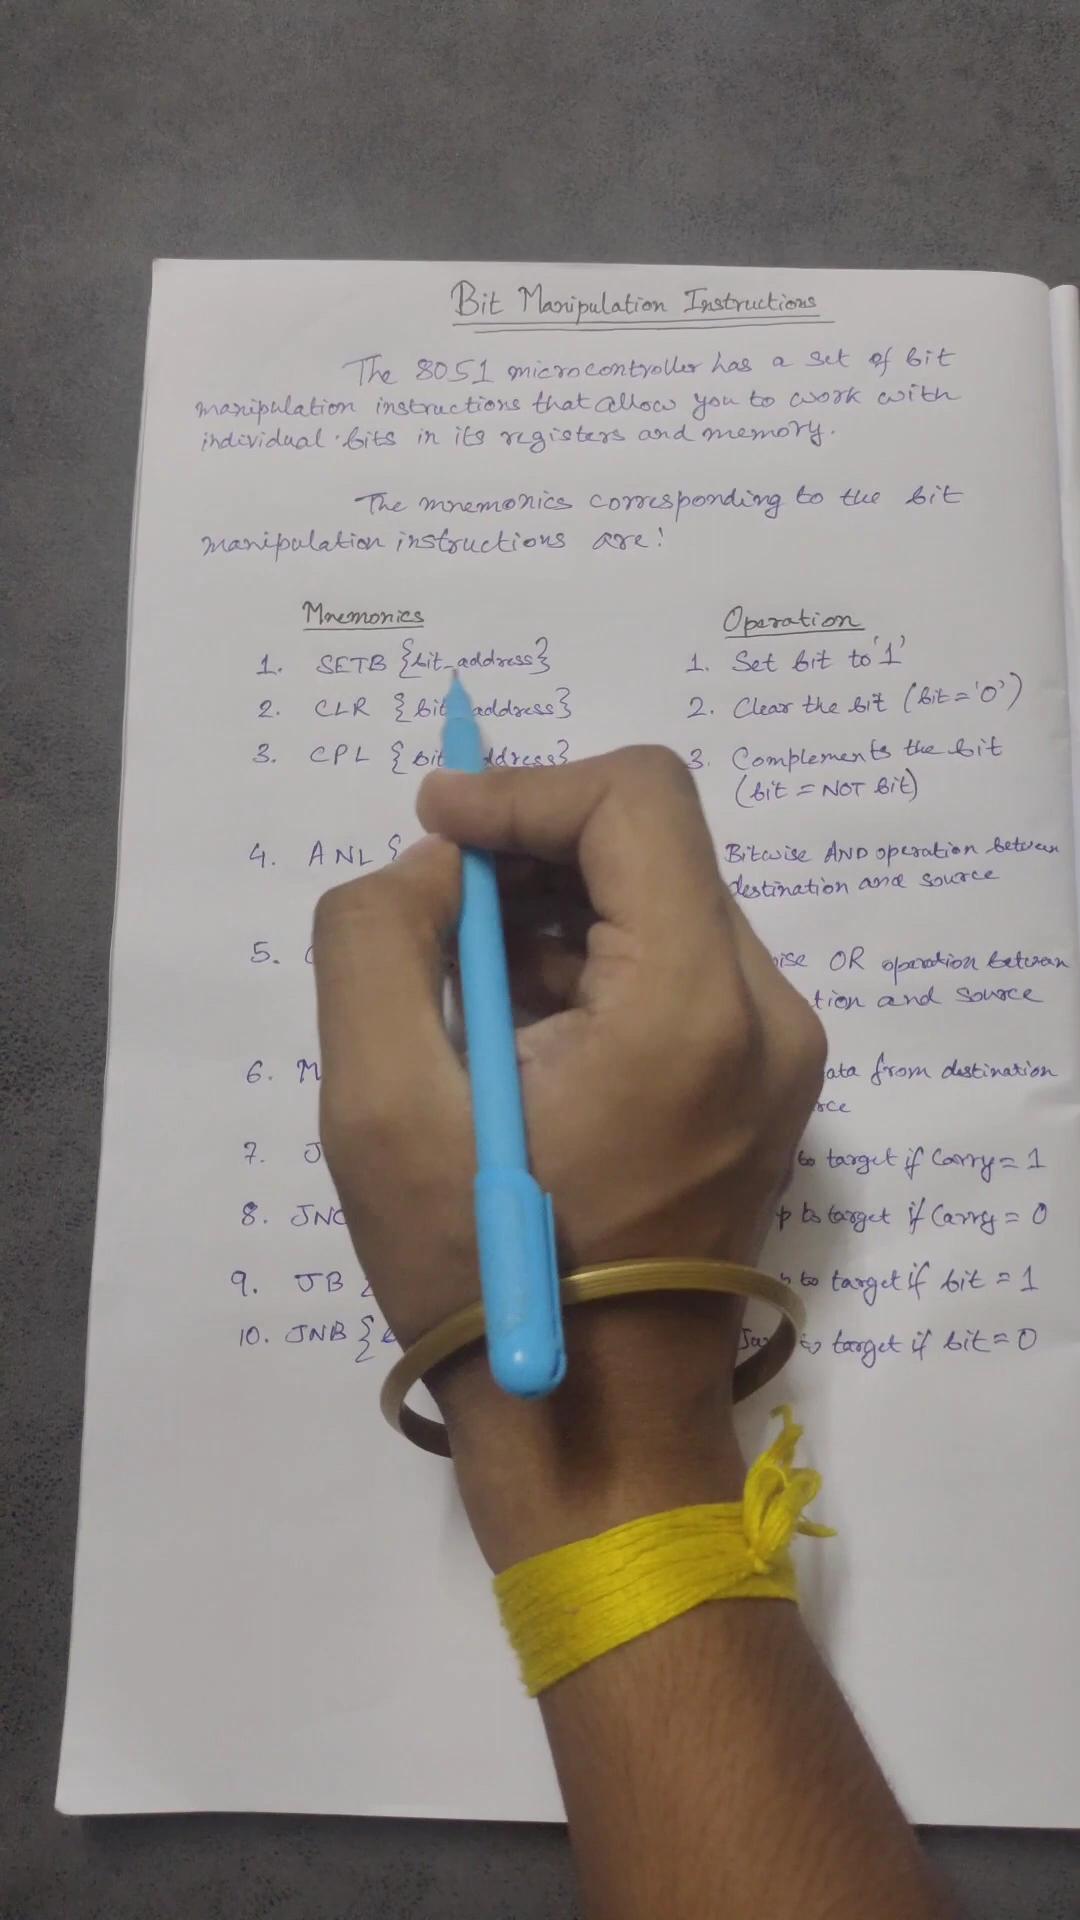 Bit Manipulation Instructions
The 8051 microcontroller has a set of bit
manipulation instructions that allow you to work with
individual bits in its registers and memory.
The mnemonics corresponding to the bit
manipulation instructions are:
Mnemonics Operation
1. SETB {bit-address} 1. Set bit to '1'
2. CLR {bit address} 2. Clear the bit (bit = '0')
3. CPL {bit address} 3. Complements the bit
(bit = NOT bit)
4. ANL { Bitwise AND operation between
destination and source
5. OR operation between
and source
6. from destination
7. J to target if Carry = 1
8. JNC to target if Carry = 0
9. JB { to target if bit = 1
10. JNB { to target if bit = 0